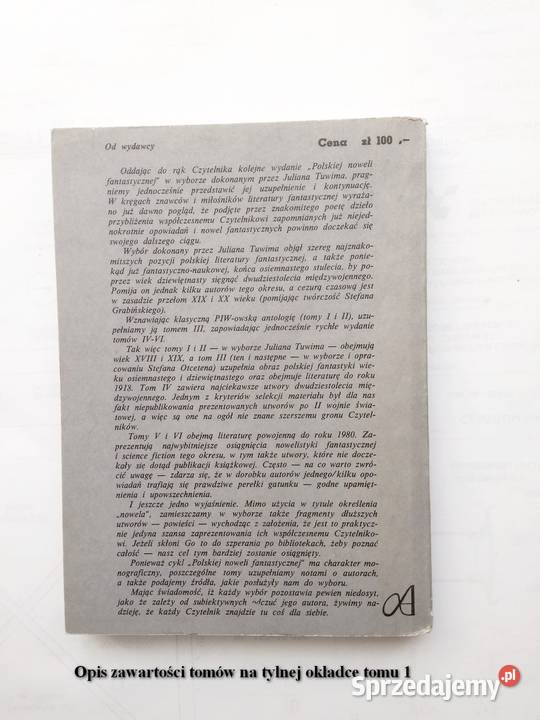 Od wydawcy
Cena zł 100 ,—
Oddając do rąk Czytelnika kolejne wydanie „Polskiej noweli
fantastycznej" w wyborze dokonanym przez Juliana Tuwima, prag-
niemy jednocześnie przedstawić jej uzupełnienie i kontynuację.
W kręgach znawców i miłośników literatury fantastycznej wyraża-
no już dawno pogląd, że podjęte przez znakomitego poetę dzieło
przybliżenia współczesnemu Czytelnikowi zapomnianych już niejed-
nokrotnie opowiadań i nowel fantastycznych powinno doczekać się
swojego dalszego ciągu.
Wybór dokonany przez Juliana Tuwima objął szereg najznako-
mitszych pozycji polskiej literatury fantastycznej, a także ponie-
kąd już fantastyczno-naukowej, końca osiemnastego stulecia, by po-
przez wiek dziewiętnasty sięgnąć dwudziestolecia międzywojennego.
Pomija on jednak kilku autorów tego okresu, a cezurą czasową jest
w zasadzie przełom XIX i XX wieku (pomijając twórczość Stefana
Grabińskiego).
Wznawiając klasyczną PIW-owską antologię (tomy I i II), uzu-
pełniamy ją tomem III, zapowiadając jednocześnie rychłe wydanie
tomów IV-VI.
Tak więc tomy I i II — w wyborze Juliana Tuwima — obejmują
wiek XVIII i XIX, a tom III (ten i następne — w wyborze i opra-
cowaniu Stefana Otcetena) uzupełnia obraz polskiej fantastyki wie-
ku osiemnastego i dziewiętnastego oraz obejmuje literaturę do roku
1918. Tom IV zawiera najciekawsze utwory dwudziestolecia mię-
dzywojennego. Jednym z kryteriów selekcji materiału był dla nas
fakt niepublikowania prezentowanych utworów po II wojnie świa-
towej, a więc są one na ogół nie znane szerszemu gronu Czytel-
ników.
Tomy V i VI obejmą literaturę powojenną do roku 1980. Za-
prezentują najwybitniejsze osiągnięcia nowelistyki fantastycznej
i science fiction tego okresu, w tym także utwory, które nie docze-
kały się dotąd publikacji książkowej. Często — na co warto zwró-
cić uwagę — zdarza się, że w dorobku autorów jednego/kilku opo-
wiadań trafiają się prawdziwe perełki gatunku — godne upamięt-
nienia i upowszechnienia.
I jeszcze jedno wyjaśnienie. Mimo użycia w tytule określenia
„nowela", zamieszczamy w wyborze także fragmenty dłuższych
utworów — powieści — wychodząc z założenia, że jest to praktycz-
nie jedyna szansa zaprezentowania ich współczesnemu Czytelniko-
wi. Jeżeli skłoni Go to do szperania po bibliotekach, żeby poznać
całość — nasz cel tym bardziej zostanie osiągnięty.
Ponieważ cykl „Polskiej noweli fantastycznej" ma charakter mo-
nograficzny, poszczególne tomy uzupełniamy notami o autorach,
a także podajemy źródła, jakie posłużyły nam do wyboru.
Mając świadomość, iż każdy wybór pozostawia pewien niedosyt,
jako że zależy od subiektywnych jego autora, żywimy na-
dzieję, że każdy Czytelnik znajdzie tu coś dla siebie.
Opis zawartości tomów na tylnej okładce tomu 1
Sprzedajemy.pl